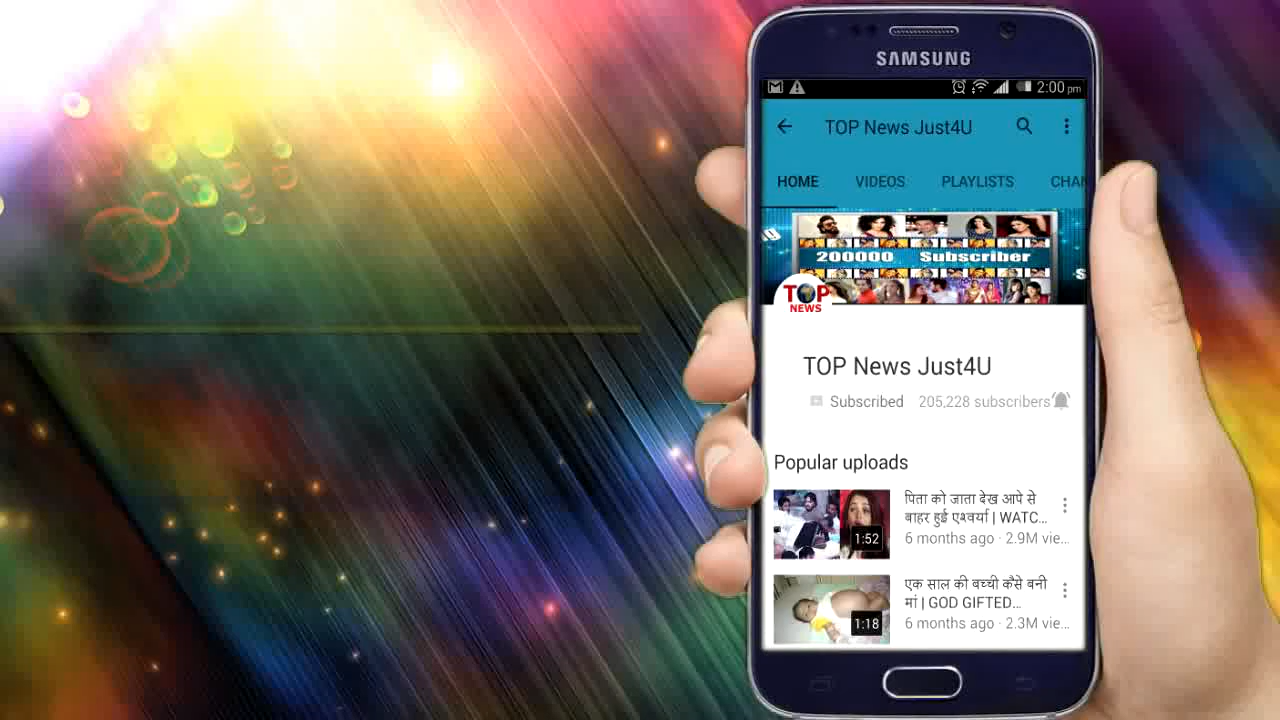 SAMSUNG
2:00 pm
TOP News Just4U
HOME VIDEOS PLAYLISTS CHAN
200000 Subscriber
TOP
NEWS
TOP News Just4U
Subscribed 205,228 subscribers
Popular uploads
पिता को जाता देख आपे से
बाहर हुई एश्वर्या | WATC...
1:52
6 months ago · 2.9M vie...
एक साल की बच्ची कैसे बनी
मां | GOD GIFTED...
1:18
6 months ago · 2.3M vie...